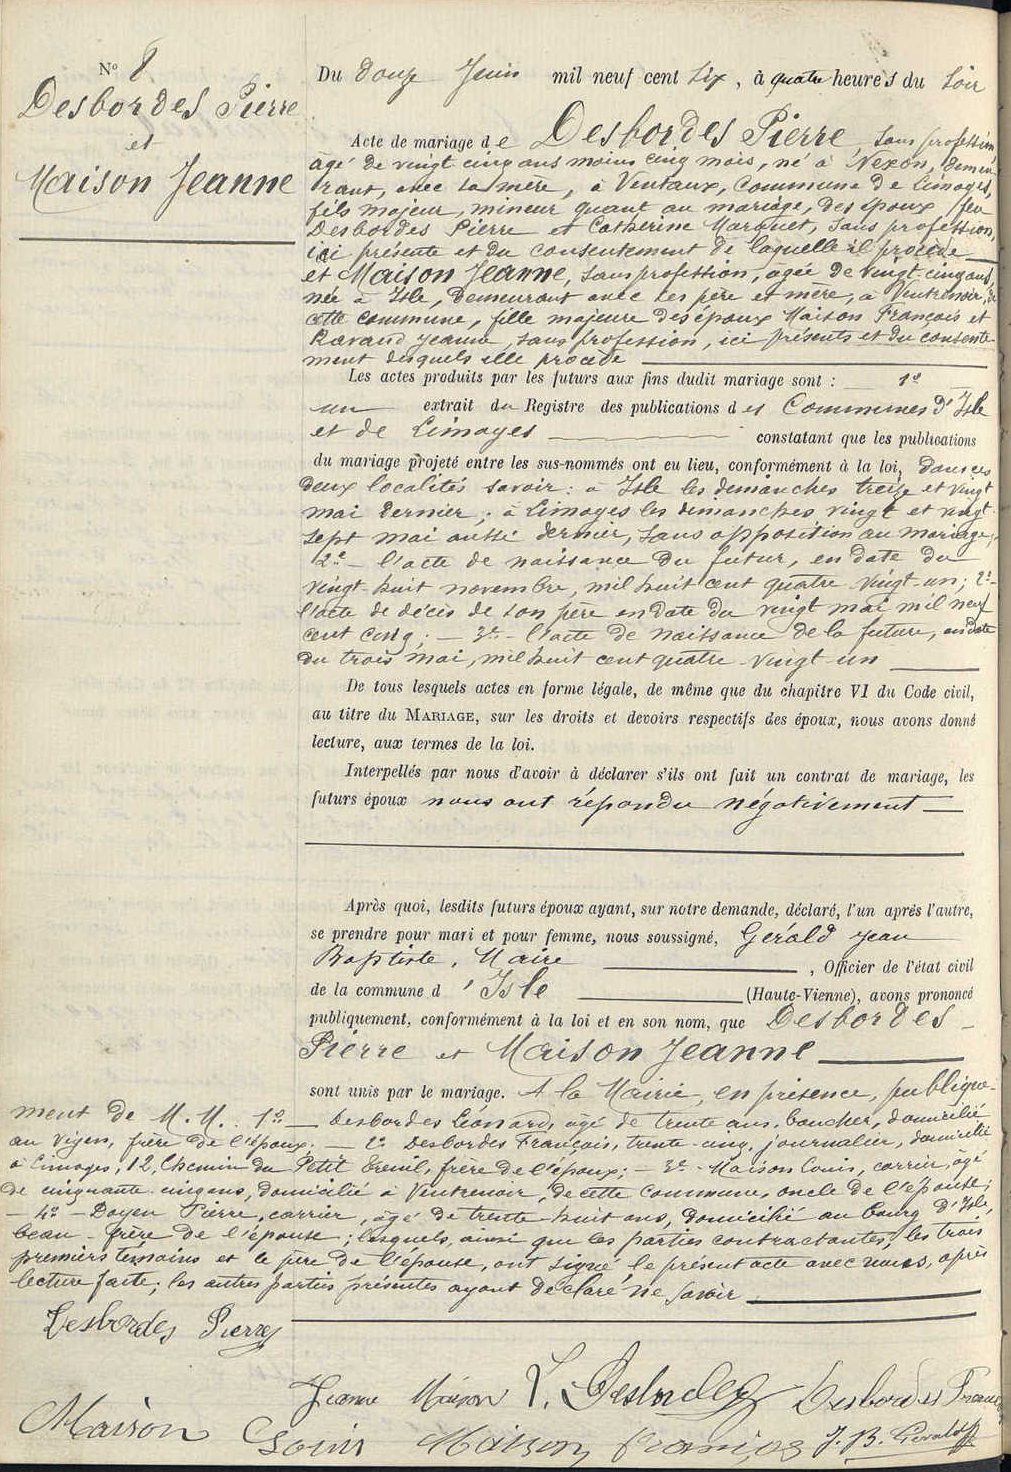 N° 8
Desbordes Pierre
et
Maison Jeanne
Du douze Juin mil neuf cent Six, à quatre heures du Soir
Acte de mariage de Desbordes Pierre, sans profession
âgé de vingt cinq ans moins cinq mois, né à Nexon, demeu-
rant, avec sa mère, à Ventaux, Commune de Limoges,
fils majeur, mineur quant au mariage, des époux feu
Desbordes Pierre et Catherine Marquet, sans profession,
ici présente et du consentement de laquelle il procède
et Maison Jeanne, sans profession, âgée de vingt cinq ans,
née à Isle, demeurant avec ses père et mère, à Ventrenoir, de
cette commune, fille majeure des époux Maison François et
Ravaud Jeanne, sans profession, ici présents et du consente-
ment desquels elle procède
Les actes produits par les futurs aux fins dudit mariage sont : 1°
un extrait du Registre des publications des Communes d'Isle
et de Limoges constatant que les publications
du mariage projeté entre les sus-nommés ont eu lieu, conformément à la loi, dans ces
deux localités savoir : à Isle les dimanches treize et vingt
mai dernier ; à Limoges les dimanches vingt et vingt-
sept mai aussi dernier, sans opposition au mariage ;
2° - l'acte de naissance du futur, en date du
vingt-huit novembre, mil huit cent quatre-vingt-un ; 2° -
l'acte de décès de son père en date du vingt mai mil neuf
cent cinq ; - 3° - l'acte de naissance de la future, en date
du trois mai, mil huit cent quatre-vingt-un
De tous lesquels actes en forme légale, de même que du chapitre VI du Code civil,
au titre du MARIAGE, sur les droits et devoirs respectifs des époux, nous avons donné
lecture, aux termes de la loi.
Interpellés par nous d'avoir à déclarer s'ils ont fait un contrat de mariage, les
futurs époux nous ont répondu négativement
Après quoi, lesdits futurs époux ayant, sur notre demande, déclaré, l'un après l'autre,
se prendre pour mari et pour femme, nous soussigné, Gérald Jean
Baptiste, Maire, Officier de l'état civil
de la commune d'Isle (Haute-Vienne), avons prononcé
publiquement, conformément à la loi et en son nom, que Desbordes
Pierre et Maison Jeanne
sont unis par le mariage. A la Mairie, en présence, publique-
ment de M. M. 1° - Desbordes Léonard, âgé de trente ans, boucher, domicilié
au Vigen, frère de l'époux ; - 2° Desbordes François, trente-cinq, journalier, domicilié
à Limoges, 12, Chemin du Petit Treuil, frère de l'époux ; - 3° - Maison Louis, carrier, âgé
de cinquante-cinq ans, domicilié à Ventrenoir, de cette commune, oncle de l'épouse ;
- 4° - Doyen Pierre, carrier, âgé de trente-huit ans, domicilié au bourg d'Isle,
beau-frère de l'épouse ; lesquels, ainsi que les parties contractantes, les trois
premiers témoins et le père de l'épouse, ont signé le présent acte avec nous, après
lecture faite ; les autres parties présentes ayant déclaré ne savoir
Desbordes Pierre
Jeanne Maison L. Desbordes Desbordes François
Maison Louis Maison François J. B. Gérald